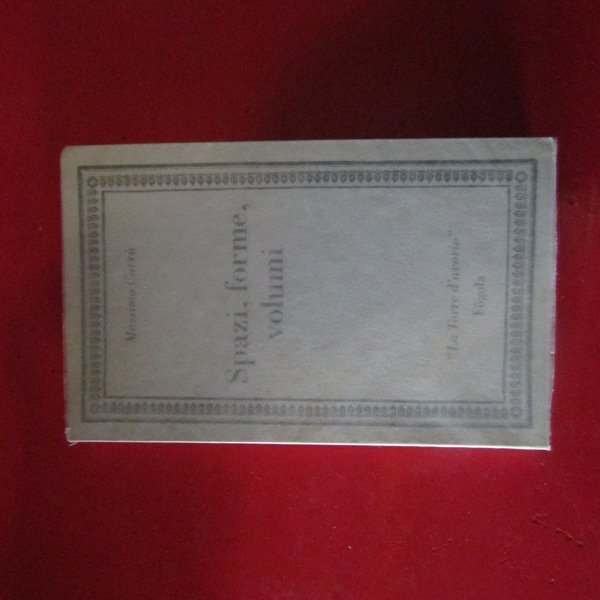 Massimo Carrà
Spazi, forme,
volumi
"La Torre d'avorio"
Fògola